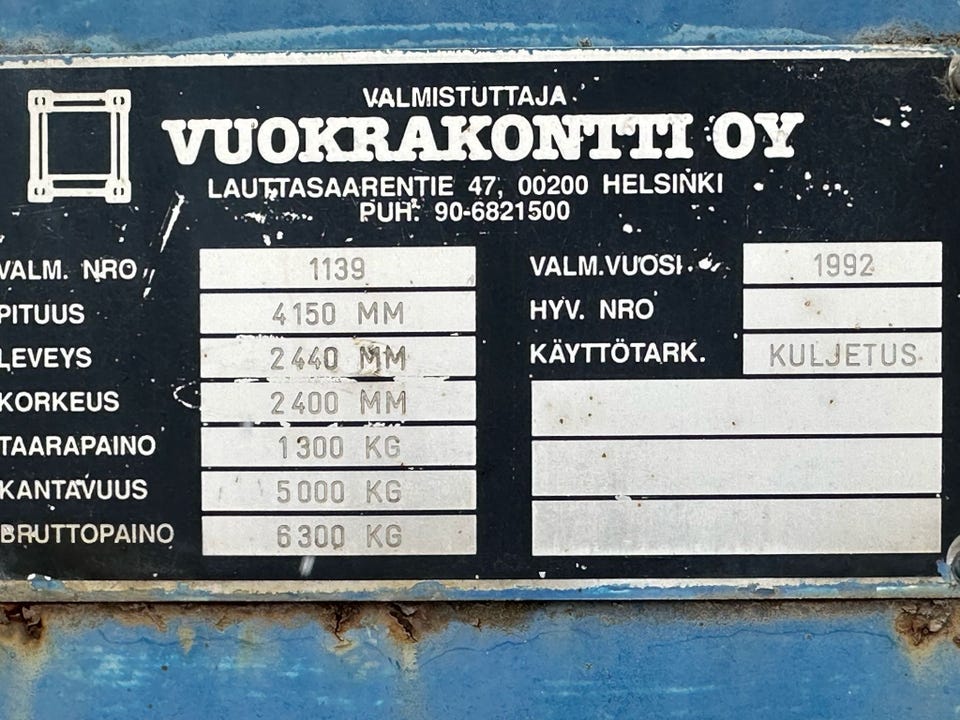 VALMISTUTTAJA
VUOKRAKONTTI OY
LAUTTASAARENTIE 47, 00200 HELSINKI
PUH. 90-6821500
VALM. NRO 1139
PITUUS 4150 MM
LEVEYS 2440 MM
KORKEUS 2400 MM
TAARAPAINO 1300 KG
KANTAVUUS 5000 KG
BRUTTOPAINO 6300 KG
VALM.VUOSI 1992
HYV. NRO
KÄYTTÖTARK. KULJETUS